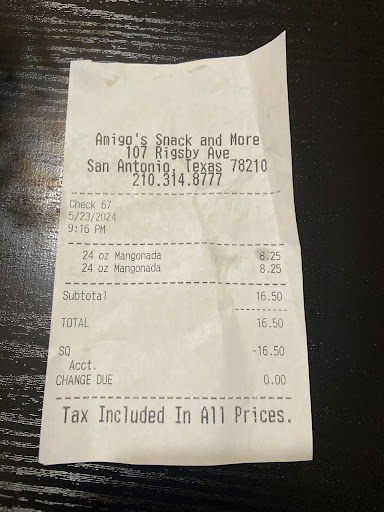 Amigo's Snack and More
107 Rigsby Ave
San Antonio, Texas 78210
210.314.8777
Check 67
5/23/2024
9:16 PM
24 oz Mangonada 8.25
24 oz Mangonada 8.25
Subtotal 16.50
TOTAL 16.50
SQ -16.50
Acct.
CHANGE DUE 0.00
Tax Included In All Prices.